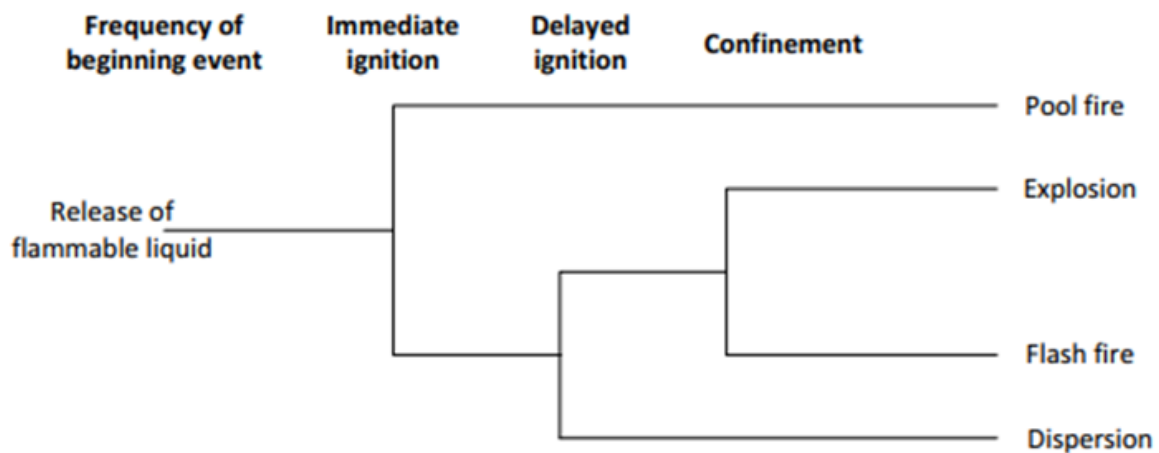 Frequency of
beginning event
Immediate
ignition
Delayed
ignition
Confinement
Pool fire
Explosion
Release of
flammable liquid
Flash fire
Dispersion